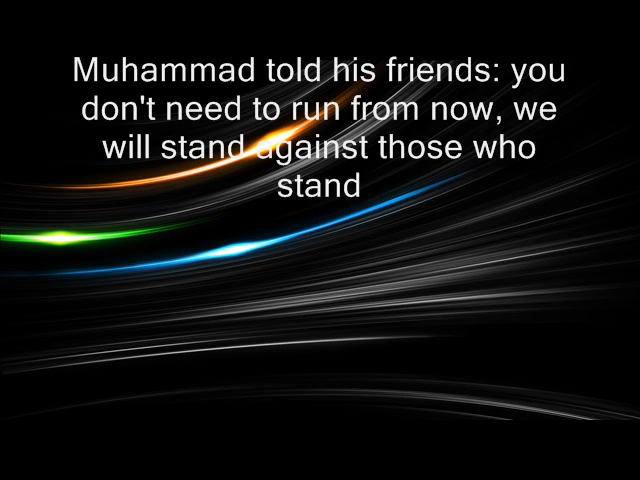 Muhammad told his friends: you
don't need to run from now, we
will stand against those who
stand